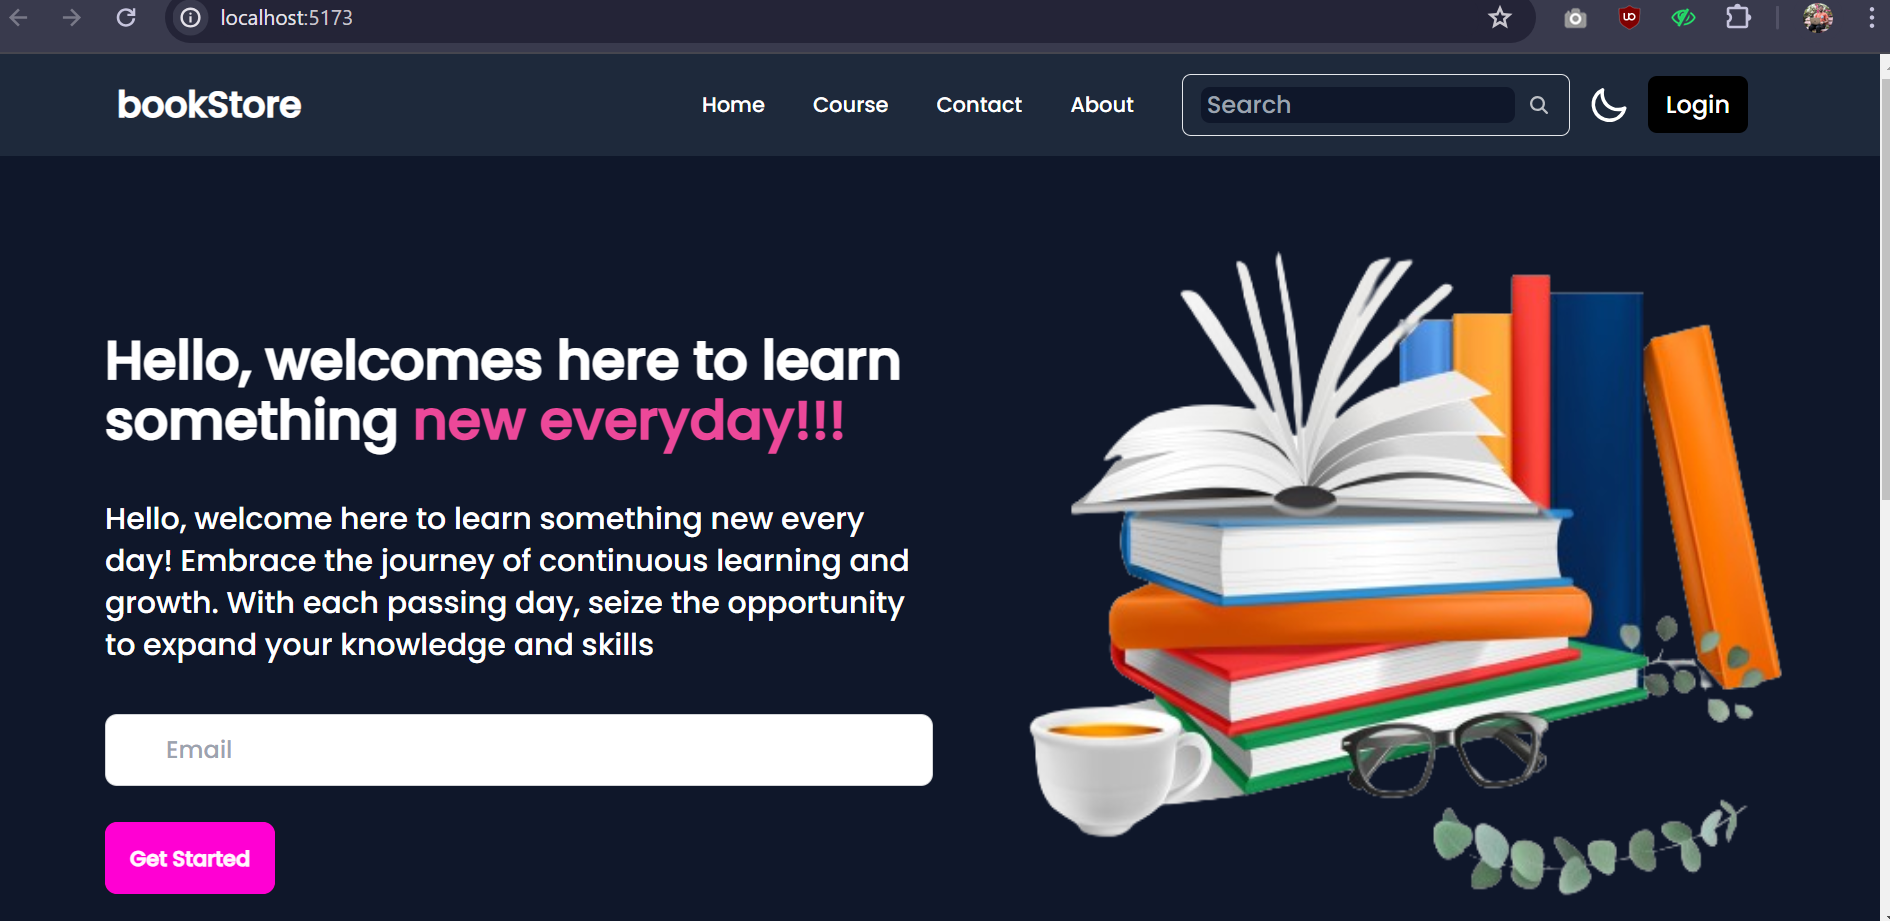 localhost:5173
bookStore
Home Course Contact About Search Login
Hello, welcomes here to learn
something new everyday!!!
Hello, welcome here to learn something new every
day! Embrace the journey of continuous learning and
growth. With each passing day, seize the opportunity
to expand your knowledge and skills
Email
Get Started